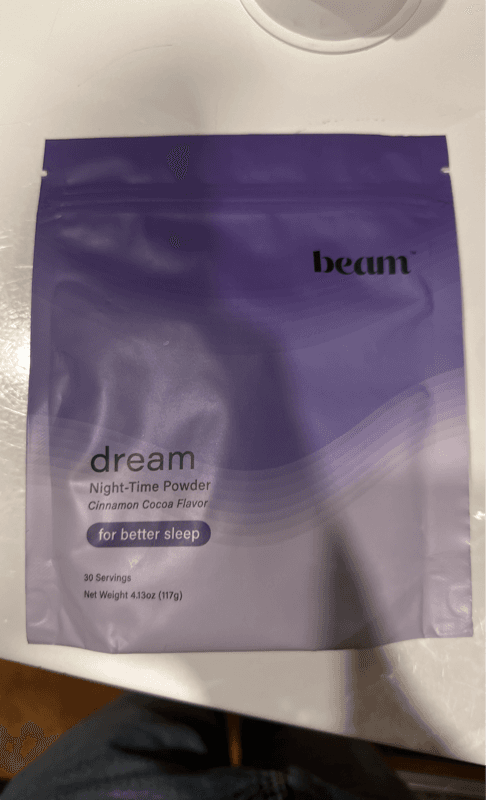 beam™
dream
Night-Time Powder
Cinnamon Cocoa Flavor
for better sleep
30 Servings
Net Weight 4.13oz (117g)